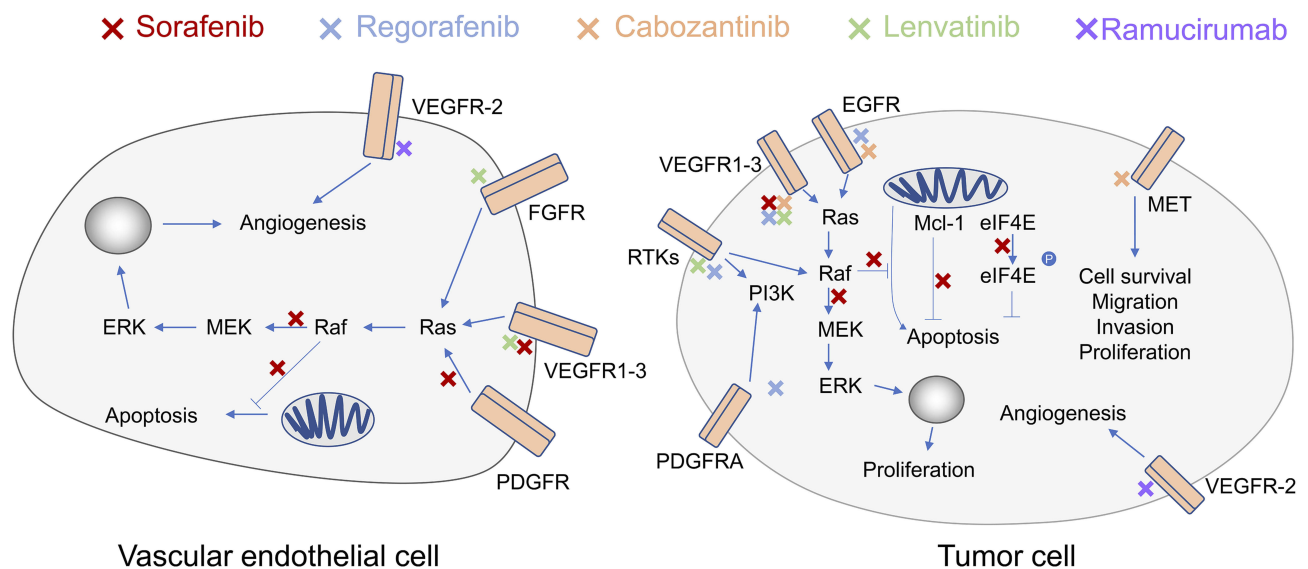 Sorafenib Regorafenib Cabozantinib Lenvatinib Ramucirumab
VEGFR-2
FGFR
Angiogenesis
ERK MEK Raf Ras
VEGFR1-3
Apoptosis
PDGFR
Vascular endothelial cell
EGFR
VEGFR1-3
MET
Ras
Mcl-1 eIF4E
RTKs
Raf
P
eIF4E
PI3K
Cell survival
Migration
Invasion
Proliferation
MEK
Apoptosis
ERK
Angiogenesis
PDGFRA
Proliferation
VEGFR-2
Tumor cell